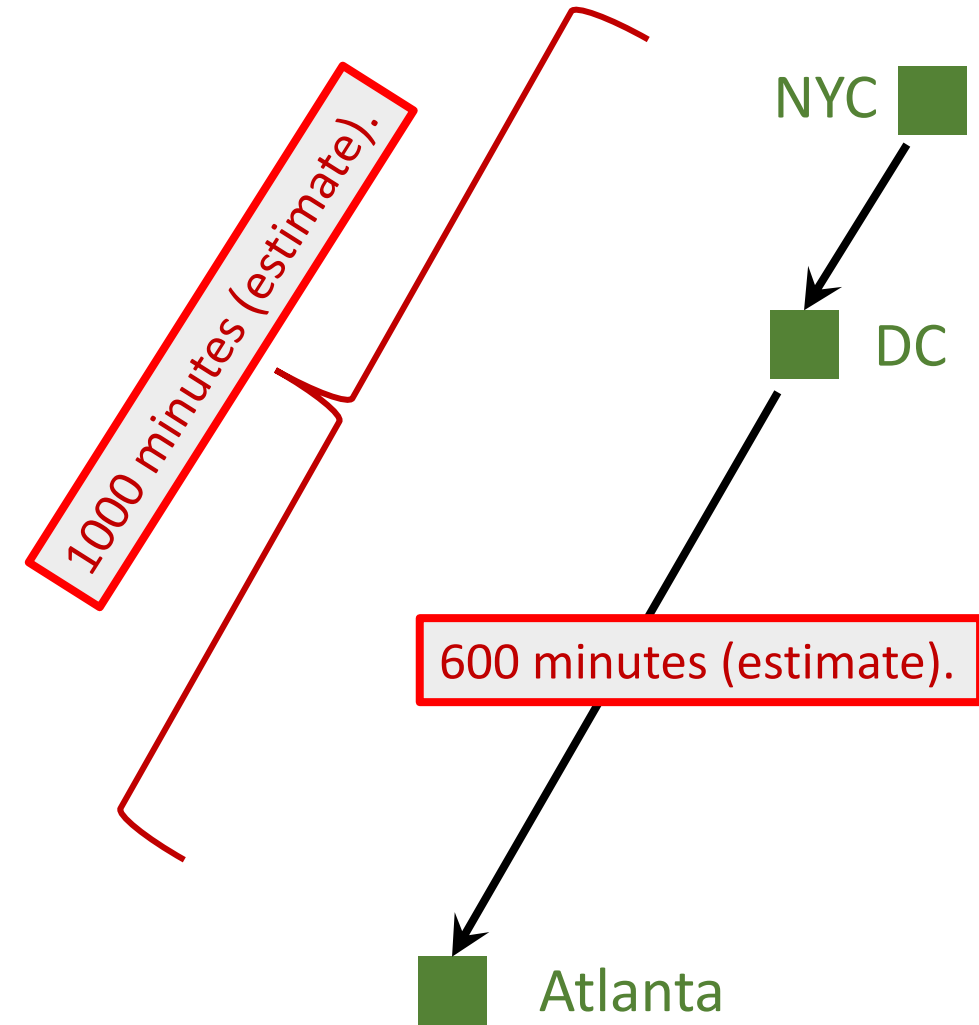 NYC
1000 minutes (estimate).
DC
600 minutes (estimate).
Atlanta